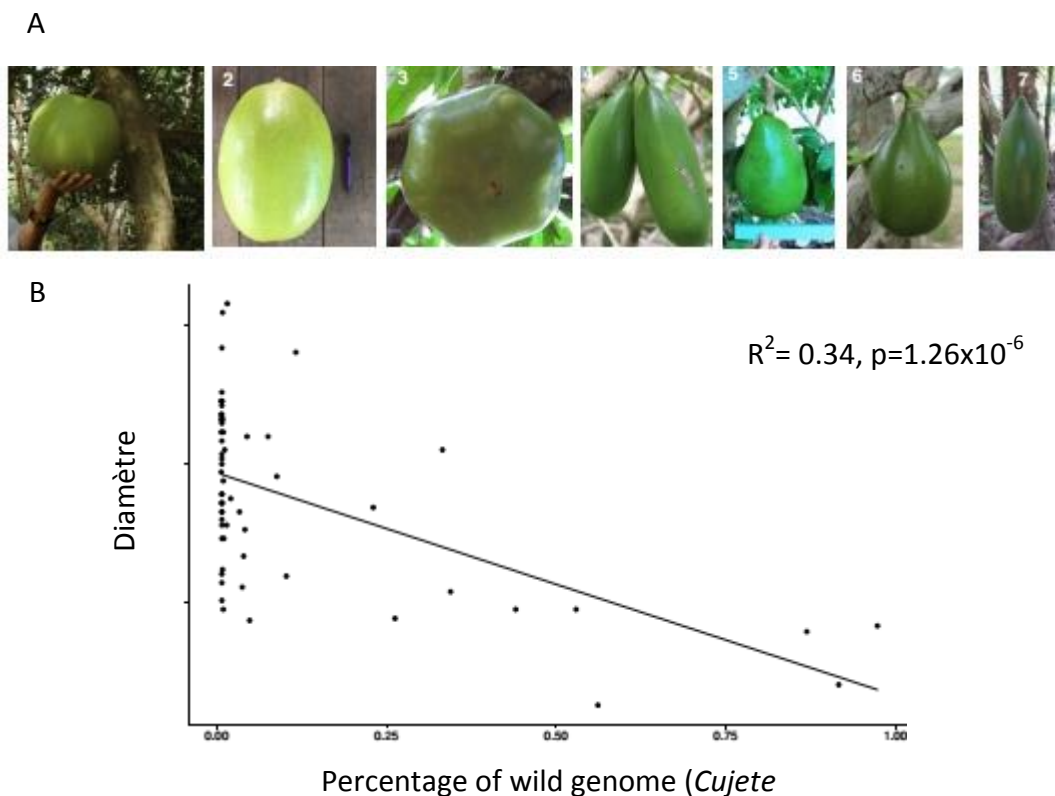 A
2
3
4
5
6
7
B
R²= 0.34, p=1.26x10⁻⁶
Diamètre
0.00 0.25 0.50 0.75 1.00
Percentage of wild genome (Cujete